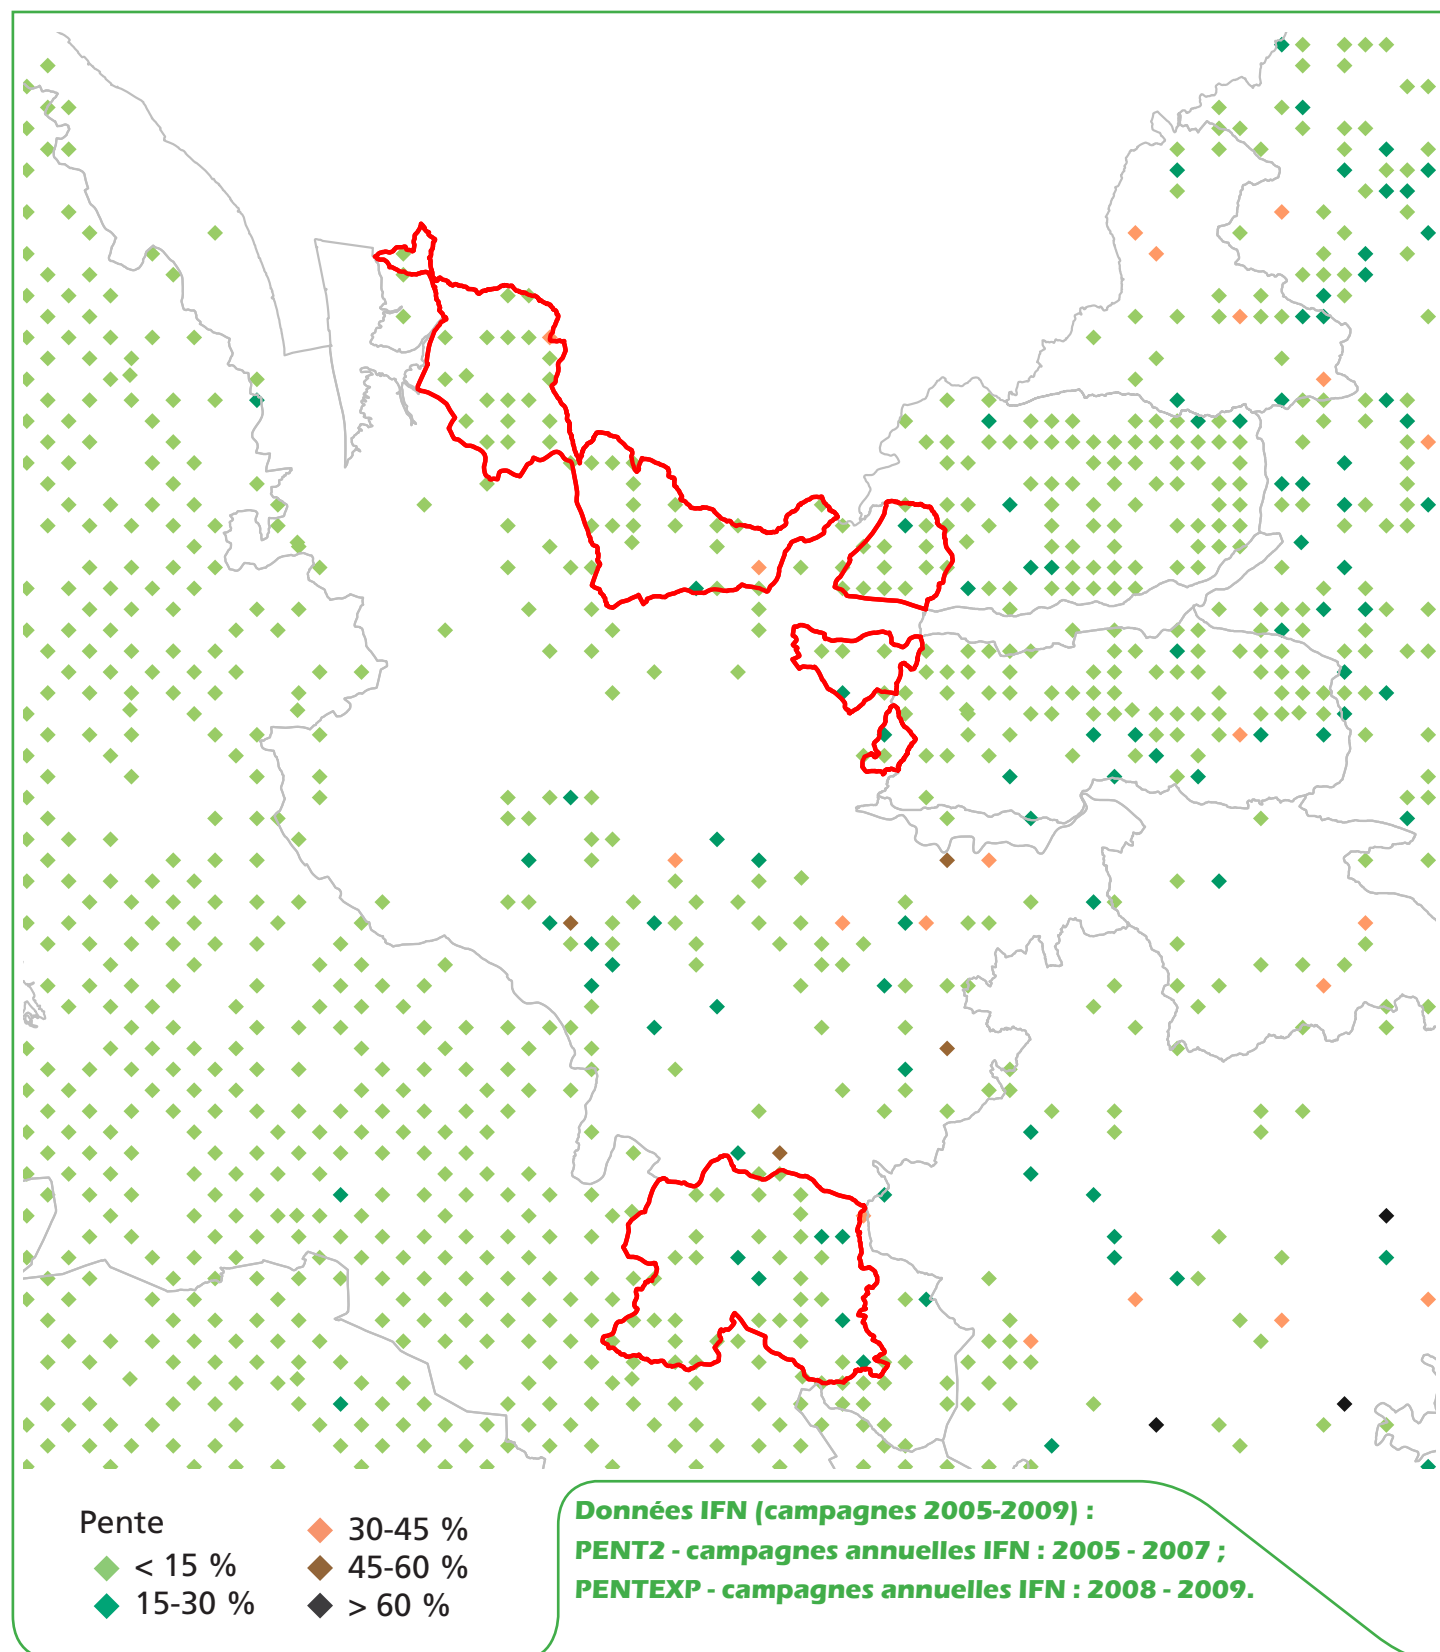 Pente
< 15 %
15-30 %
30-45 %
45-60 %
> 60 %
Données IFN (campagnes 2005-2009) :
PENT2 - campagnes annuelles IFN : 2005 - 2007 ;
PENTEXP - campagnes annuelles IFN : 2008 - 2009.